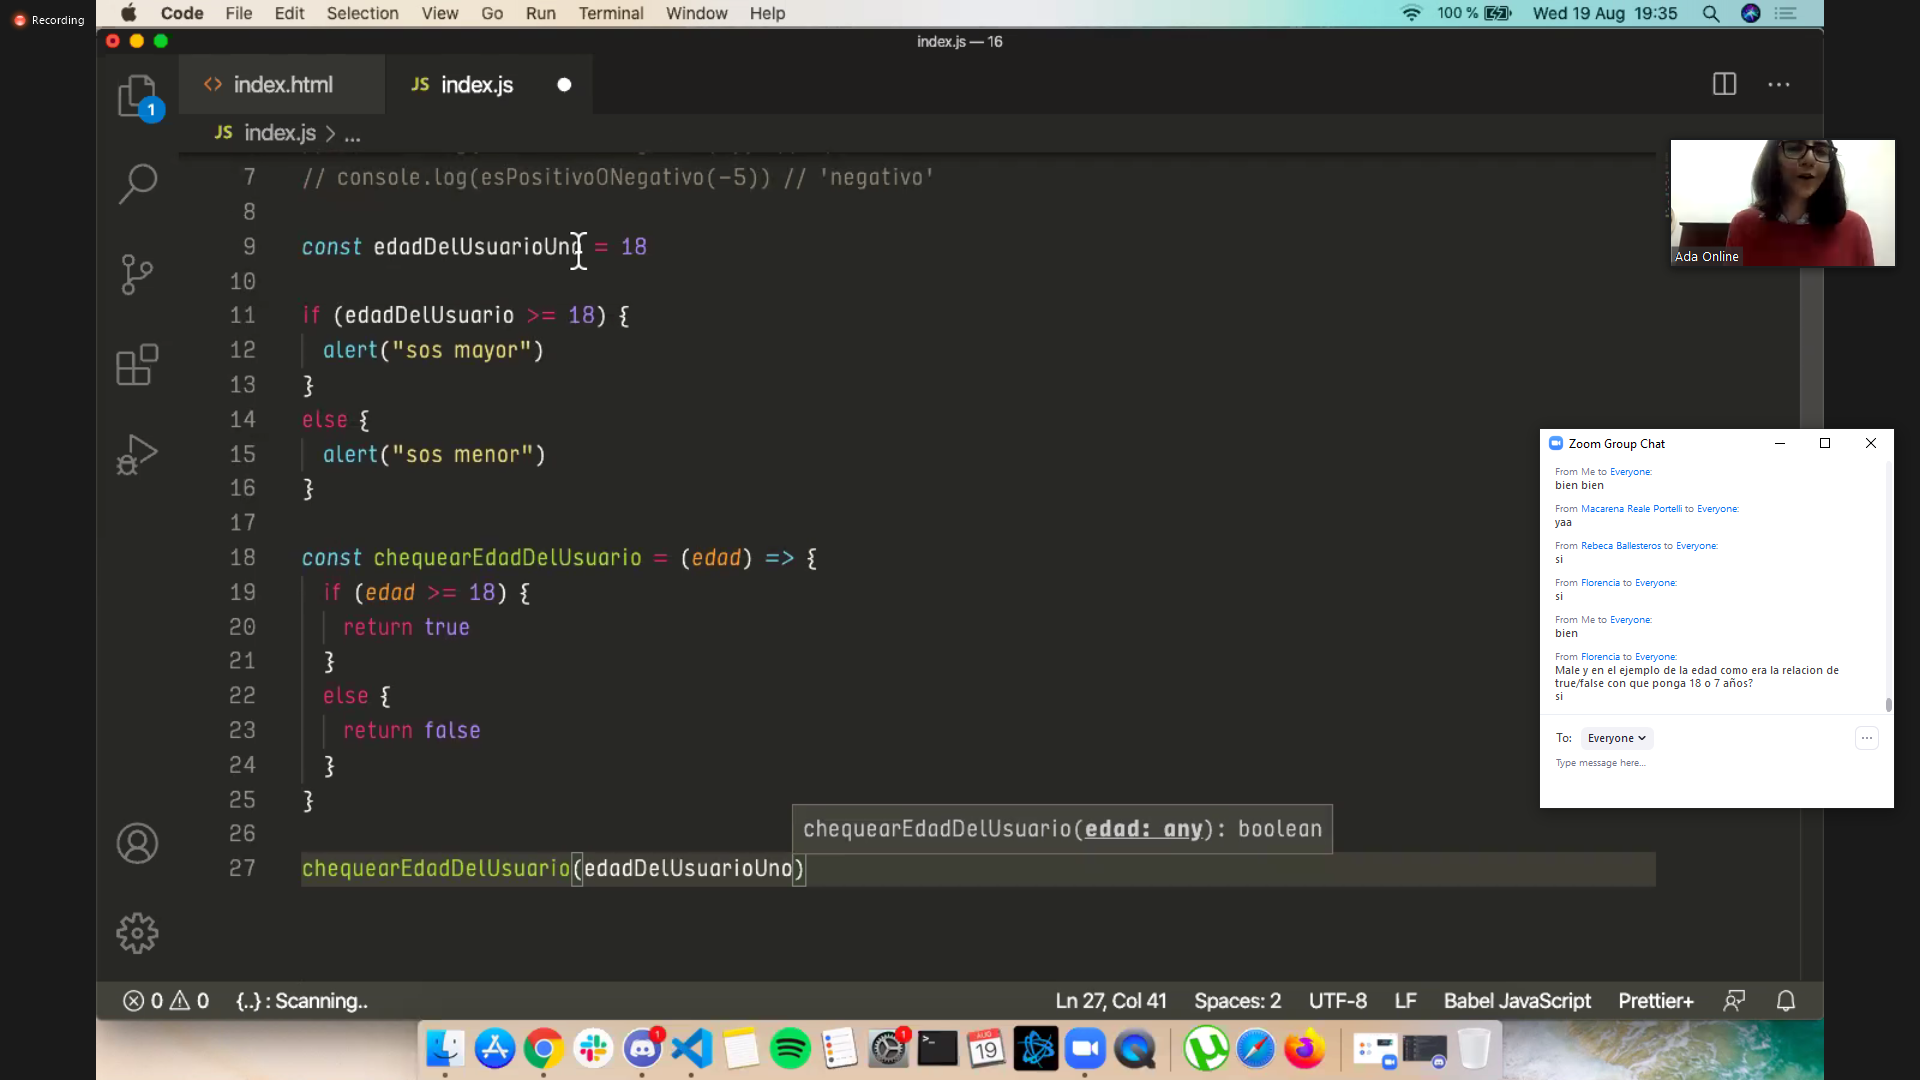 Recording
Code File Edit Selection View Go Run Terminal Window Help
100 % Wed 19 Aug 19:35
index.js — 16
1
<> index.html
JS index.js
JS index.js > ...
7 // console.log(esPositivoONegativo(-5)) // 'negativo'
8
9 const edadDelUsuarioUno = 18
10
11 if (edadDelUsuario >= 18) {
12 alert("sos mayor")
13 }
14 else {
15 alert("sos menor")
16 }
17
18 const chequearEdadDelUsuario = (edad) => {
19 if (edad >= 18) {
20 return true
21 }
22 else {
23 return false
24 }
25 }
26
chequearEdadDelUsuario(edad: any): boolean
27 chequearEdadDelUsuario(edadDelUsuarioUno)
0 0 {..} : Scanning..
Ln 27, Col 41 Spaces: 2 UTF-8 LF Babel JavaScript Prettier+
Ada Online
Zoom Group Chat
From Me to Everyone:
bien bien
From Macarena Reale Portelli to Everyone:
yaa
From Rebeca Ballesteros to Everyone:
si
From Florencia to Everyone:
si
From Me to Everyone:
bien
From Florencia to Everyone:
Male y en el ejemplo de la edad como era la relacion de
true/false con que ponga 18 o 7 años?
si
To: Everyone
Type message here...
1
1
AUG
19